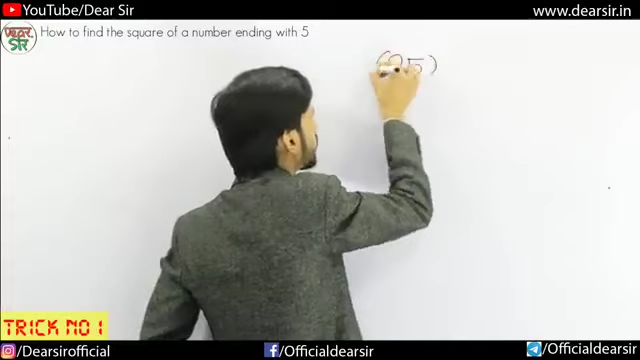 YouTube/Dear Sir
www.dearsir.in
Dear
Sir
How to find the square of a number ending with 5
5)
TRICK NO 1
/Dearsirofficial
/Officialdearsir
/Officialdearsir